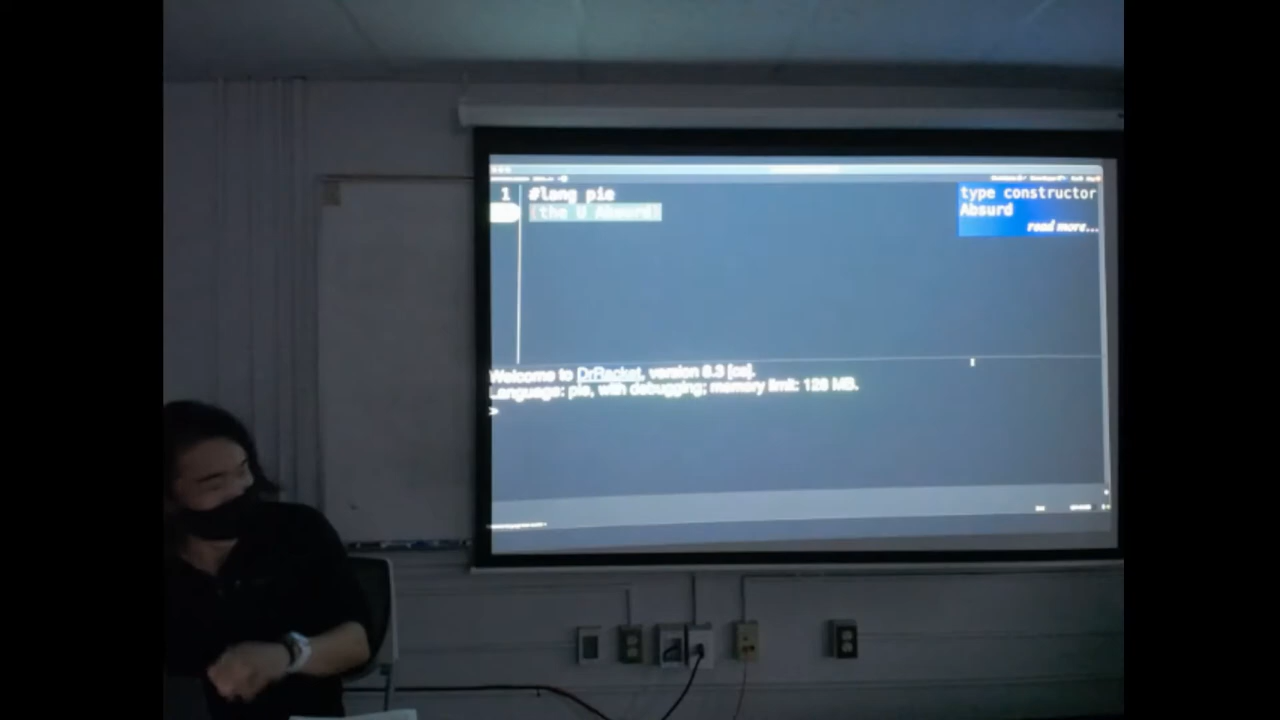 1 #lang pie
(the U Absurd)
type constructor
Absurd
read more...
Welcome to DrRacket, version 8.3 [cs].
Language: pie, with debugging; memory limit: 128 MB.
>